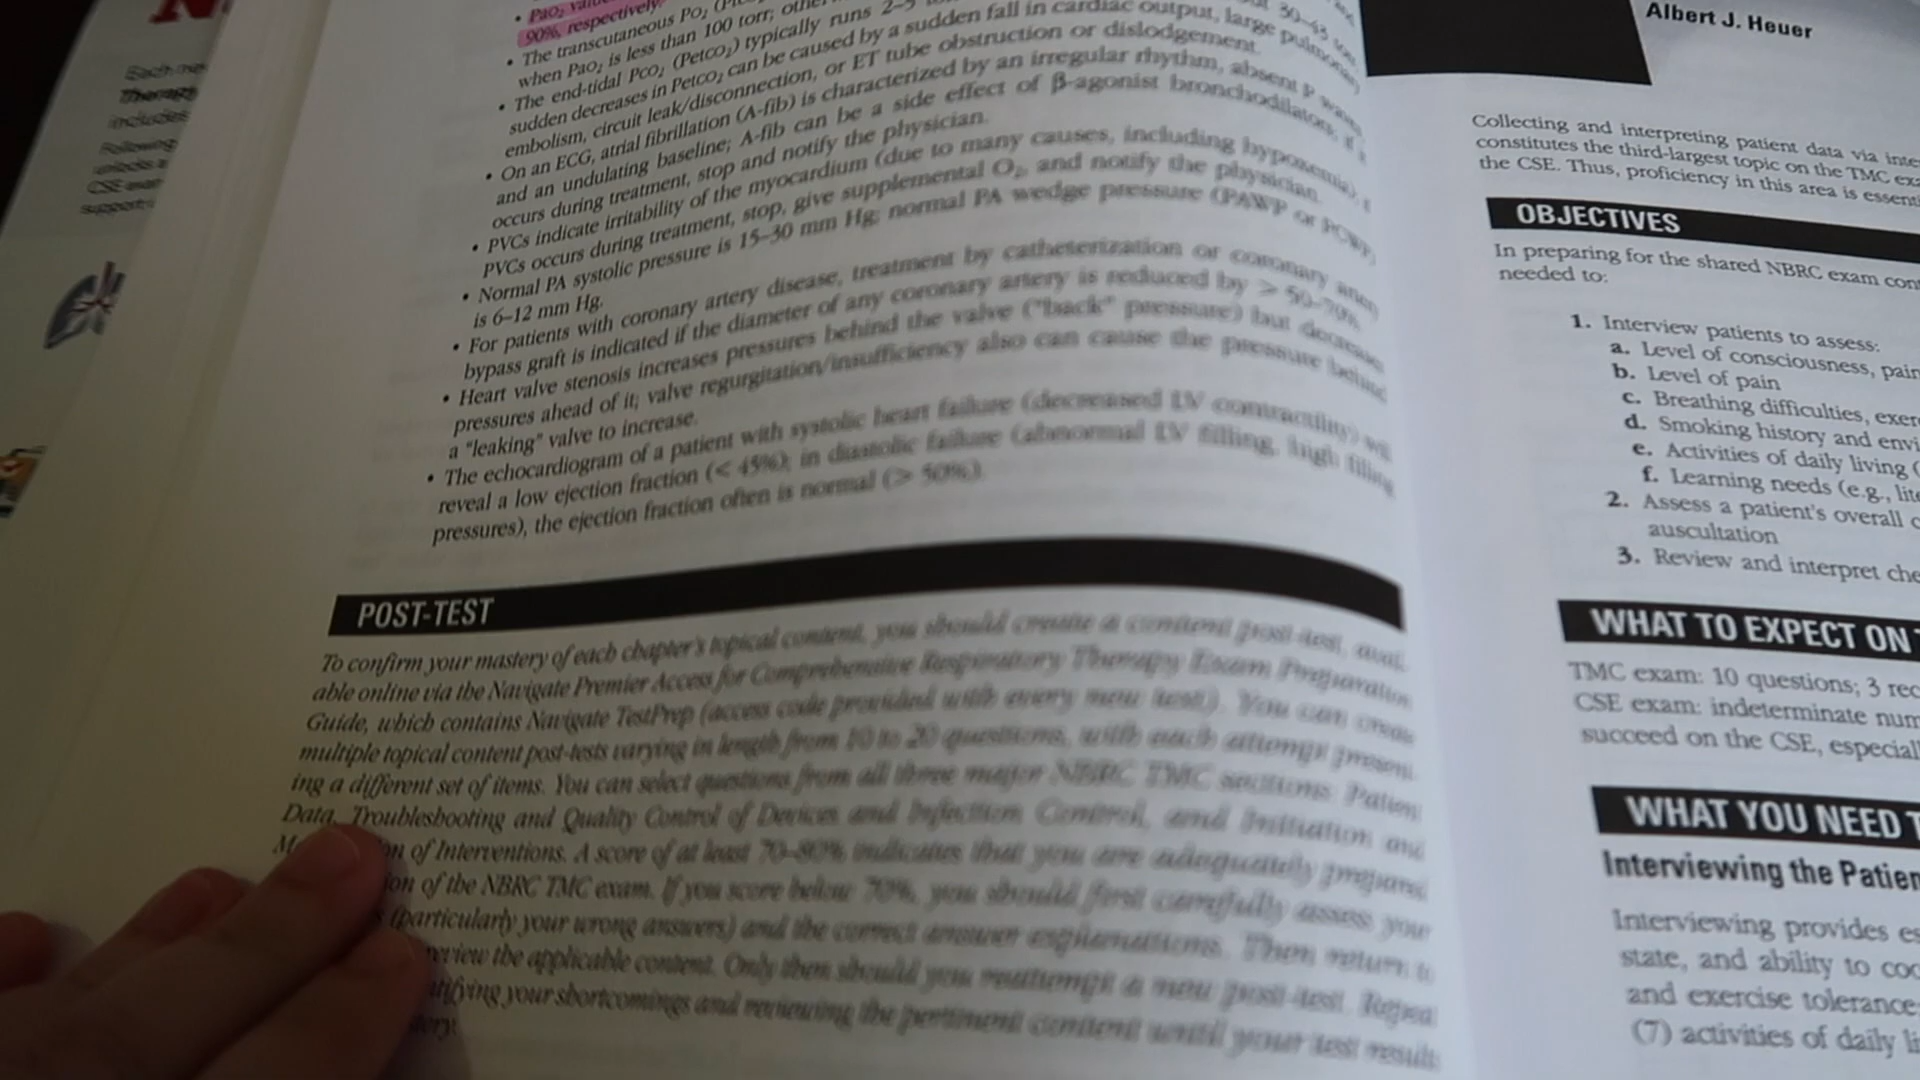 Each
Therapy
includes
Following
CSE
• Pao₂
90%, respectively.
• The transcutaneous Po₂
when Pao₂ is less than 100 torr;
• The end-tidal Pco₂ (Petco₂) typically runs 2–5
sudden decreases in Petco₂ can be caused by a sudden fall in cardiac output, large pulmonary
embolism, circuit leak/disconnection, or ET tube obstruction or dislodgement.
• On an ECG, atrial fibrillation (A-fib) is characterized by an irregular rhythm, absent P waves
and an undulating baseline; A-fib can be a side effect of β-agonist bronchodilators; if it
occurs during treatment, stop and notify the physician.
• PVCs indicate irritability of the myocardium (due to many causes, including hypoxemia);
PVCs occurs during treatment, stop, give supplemental O₂, and notify the physician.
• Normal PA systolic pressure is 15–30 mm Hg; normal PA wedge pressure (PAWP or PCWP)
is 6–12 mm Hg.
• For patients with coronary artery disease, treatment by catheterization or coronary artery
bypass graft is indicated if the diameter of any coronary artery is reduced by > 50–70%.
• Heart valve stenosis increases pressures behind the valve ("back" pressure) but decreases
pressures ahead of it; valve regurgitation/insufficiency also can cause the pressure behind
a "leaking" valve to increase.
• The echocardiogram of a patient with systolic heart failure (decreased LV contractility) will
reveal a low ejection fraction (< 45%); in diastolic failure (abnormal LV filling, high filling
pressures), the ejection fraction often is normal (> 50%).
POST-TEST
To confirm your mastery of each chapter's topical content, you should create a content post-test, avail-
able online via the Navigate Premier Access for Comprehensive Respiratory Therapy Exam Preparation
Guide, which contains Navigate TestPrep (access code provided with every new text). You can create
multiple topical content post-tests varying in length from 10 to 20 questions, with each attempt present-
ing a different set of items. You can select questions from all three major NBRC TMC sections: Patient
Data, Troubleshooting and Quality Control of Devices and Infection Control, and Initiation and
of Interventions. A score of at least 70–80% indicates that you are adequately prepared
of the NBRC TMC exam. If you score below 70%, you should first carefully assess your
(particularly your wrong answers) and the correct answer explanations. Then return to
review the applicable content. Only then should you reattempt a new post-test. Repeat
your shortcomings and reviewing the pertinent content until your test results
Albert J. Heuer
Collecting and interpreting patient data via
constitutes the third-largest topic on the TMC
the CSE. Thus, proficiency in this area is
OBJECTIVES
In preparing for the shared NBRC exam
needed to:
1. Interview patients to assess:
a. Level of consciousness,
b. Level of pain
c. Breathing difficulties,
d. Smoking history and
e. Activities of daily living
f. Learning needs (e.g.,
2. Assess a patient's overall
auscultation
3. Review and interpret
WHAT TO EXPECT ON
TMC exam: 10 questions; 3
CSE exam: indeterminate
succeed on the CSE,
WHAT YOU NEED
Interviewing the
Interviewing provides
state, and ability to
and exercise tolerance
(7) activities of daily